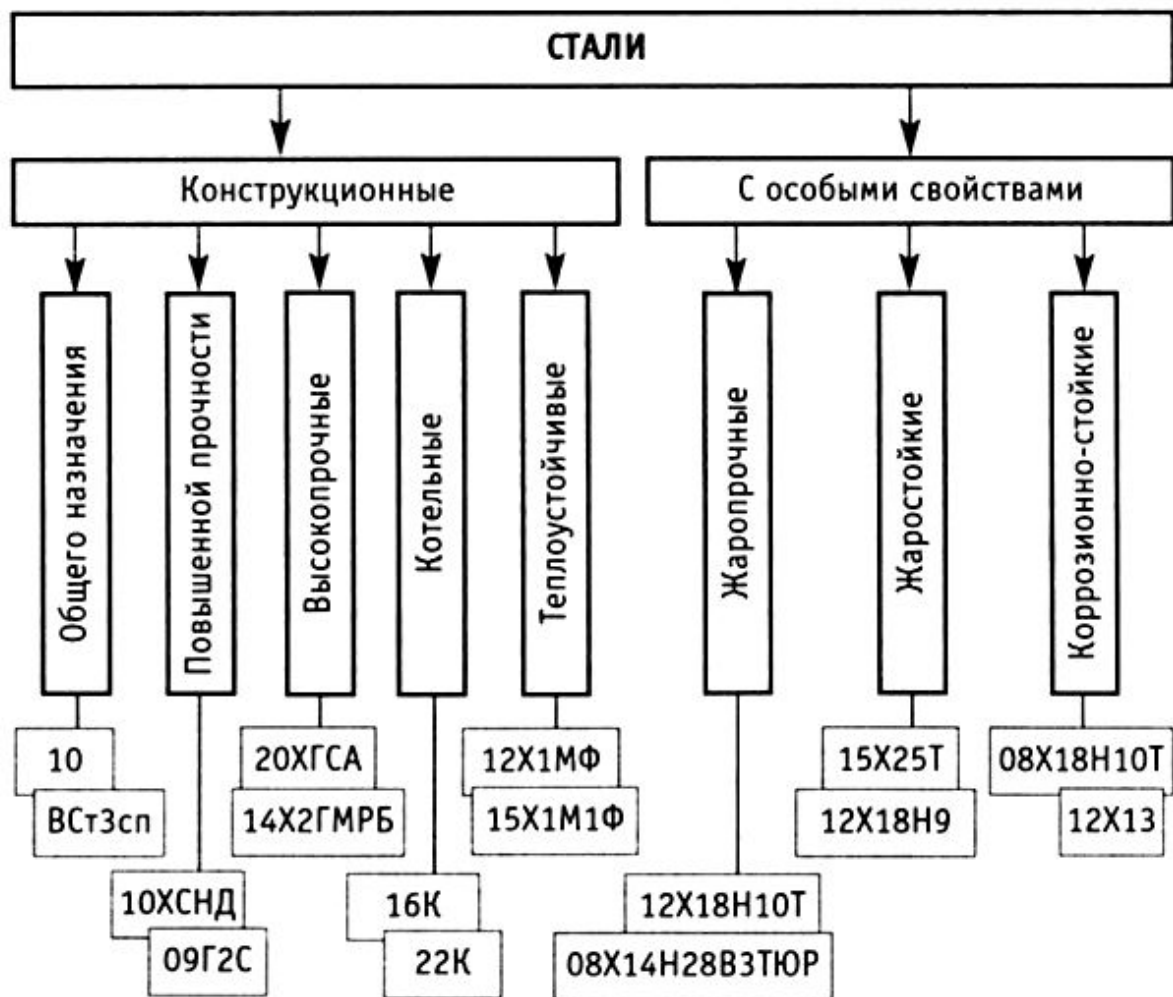 СТАЛИ
Конструкционные
С особыми свойствами
Общего назначения
Повышенной прочности
Высокопрочные
Котельные
Теплоустойчивые
Жаропрочные
Жаростойкие
Коррозионно-стойкие
10
ВСт3сп
20ХГСА
14Х2ГМРБ
12Х1МФ
15Х1М1Ф
15Х25Т
12Х18Н9
08Х18Н10Т
12Х13
10ХСНД
09Г2С
16К
22К
12Х18Н10Т
08Х14Н28В3ТЮР